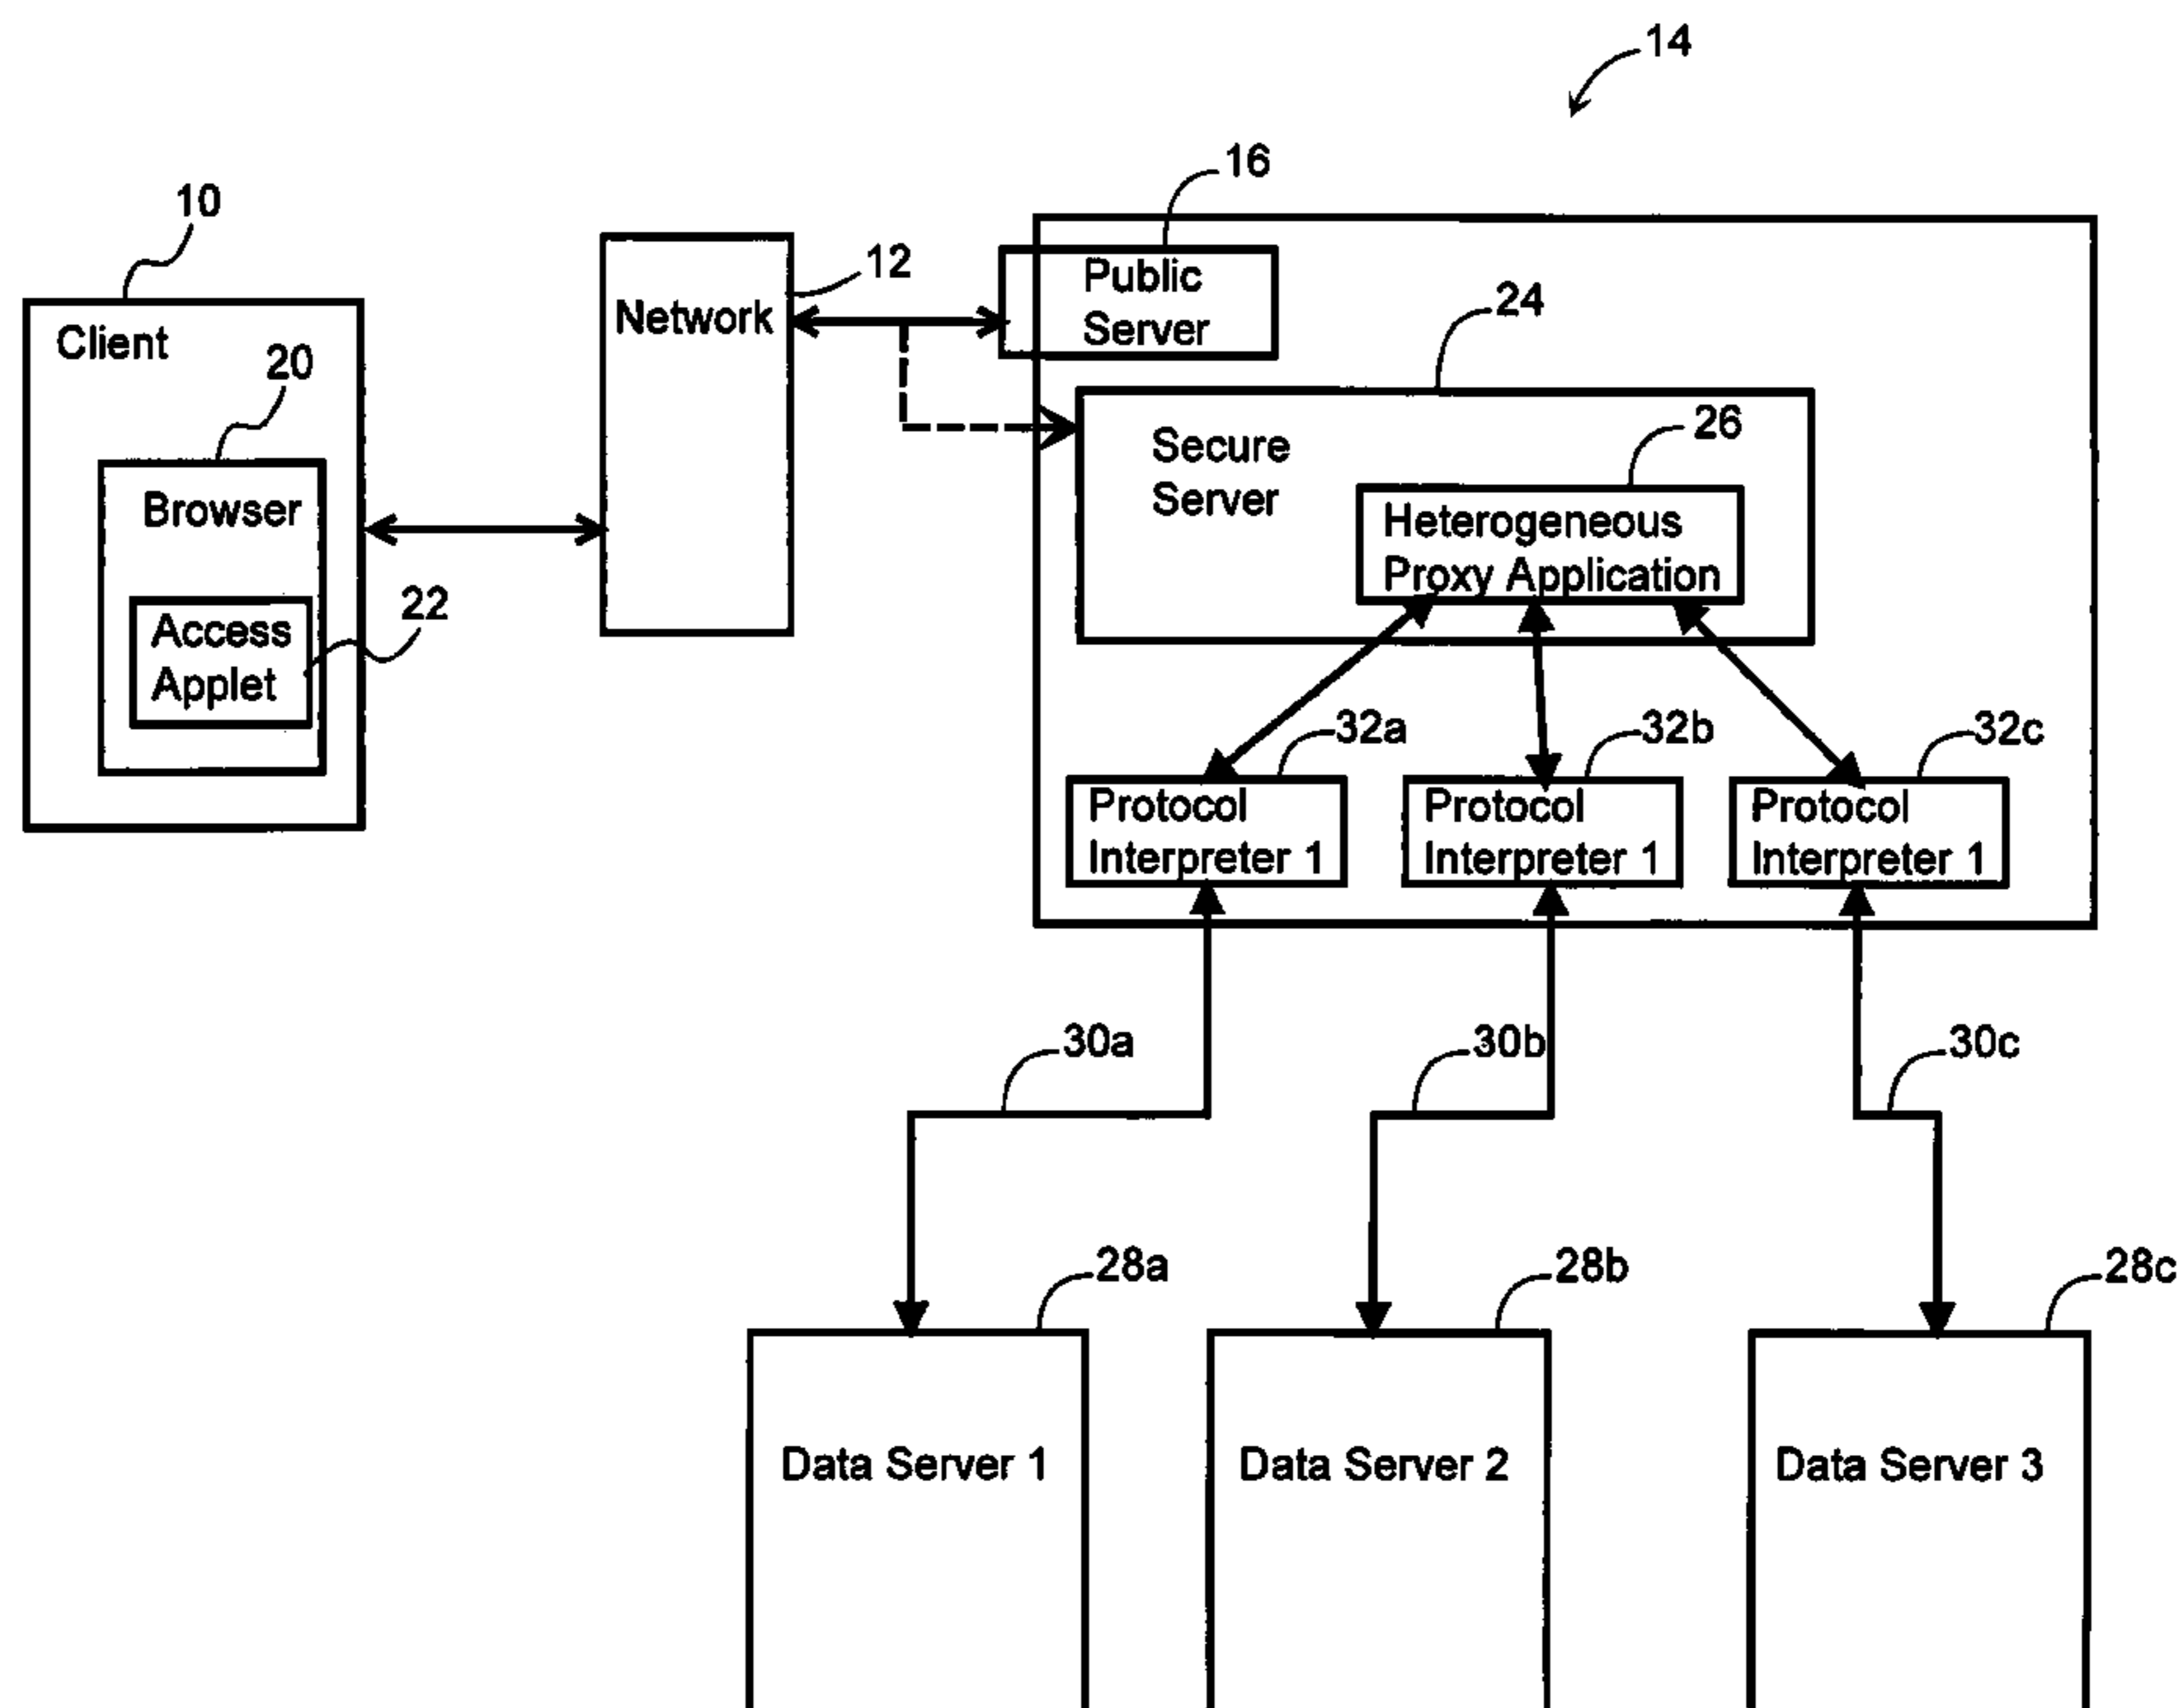 14
16
10
12
Public
Server
Network
Client
20
24
26
Browser
Secure
Server
Heterogeneous
Proxy Application
22
Access
Applet
32a
32b
32c
Protocol
Interpreter 1
Protocol
Interpreter 1
Protocol
Interpreter 1
30a
30b
30c
28a
28b
28c
Data Server 1
Data Server 2
Data Server 3